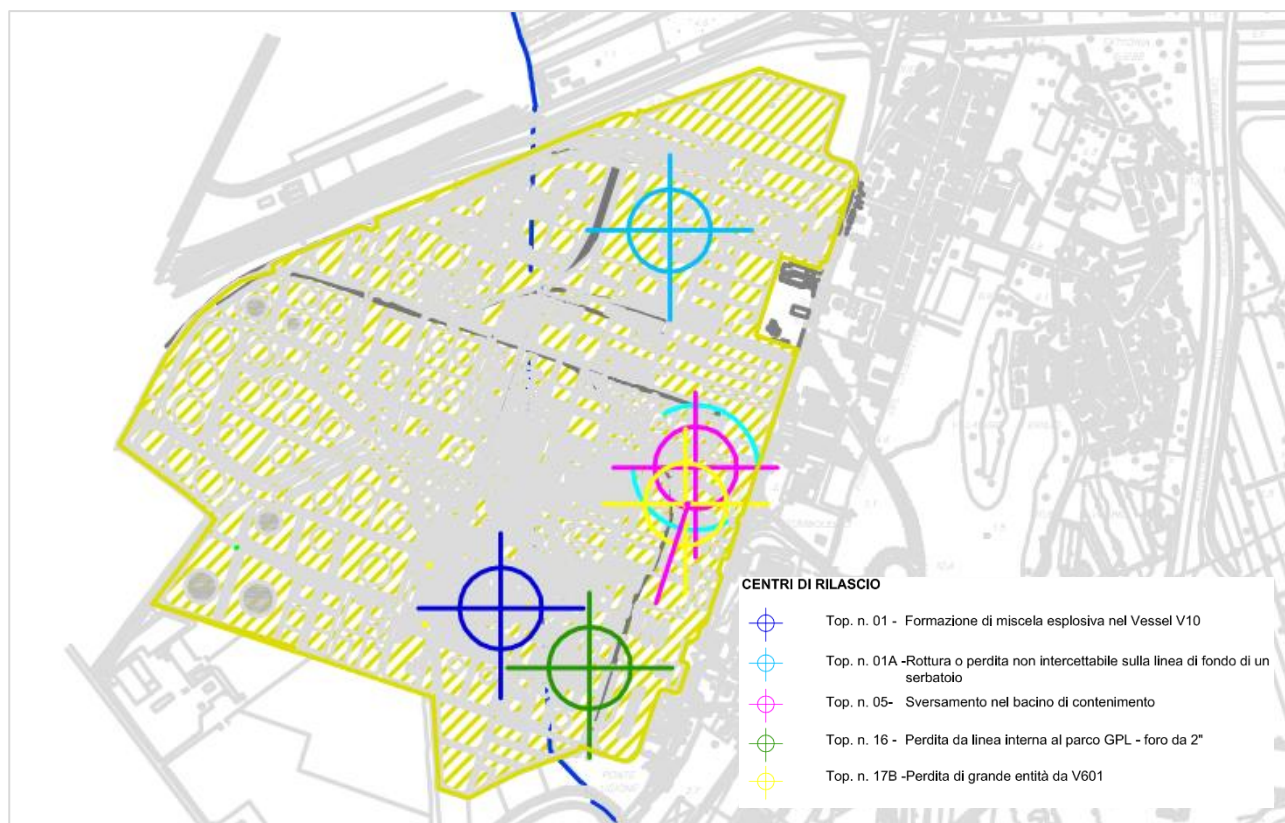 CENTRI DI RILASCIO
Top. n. 01 - Formazione di miscela esplosiva nel Vessel V10
Top. n. 01A -Rottura o perdita non intercettabile sulla linea di fondo di un
serbatoio
Top. n. 05- Sversamento nel bacino di contenimento
Top. n. 16 - Perdita da linea interna al parco GPL - foro da 2"
Top. n. 17B -Perdita di grande entità da V601
PONTE
UGIONE